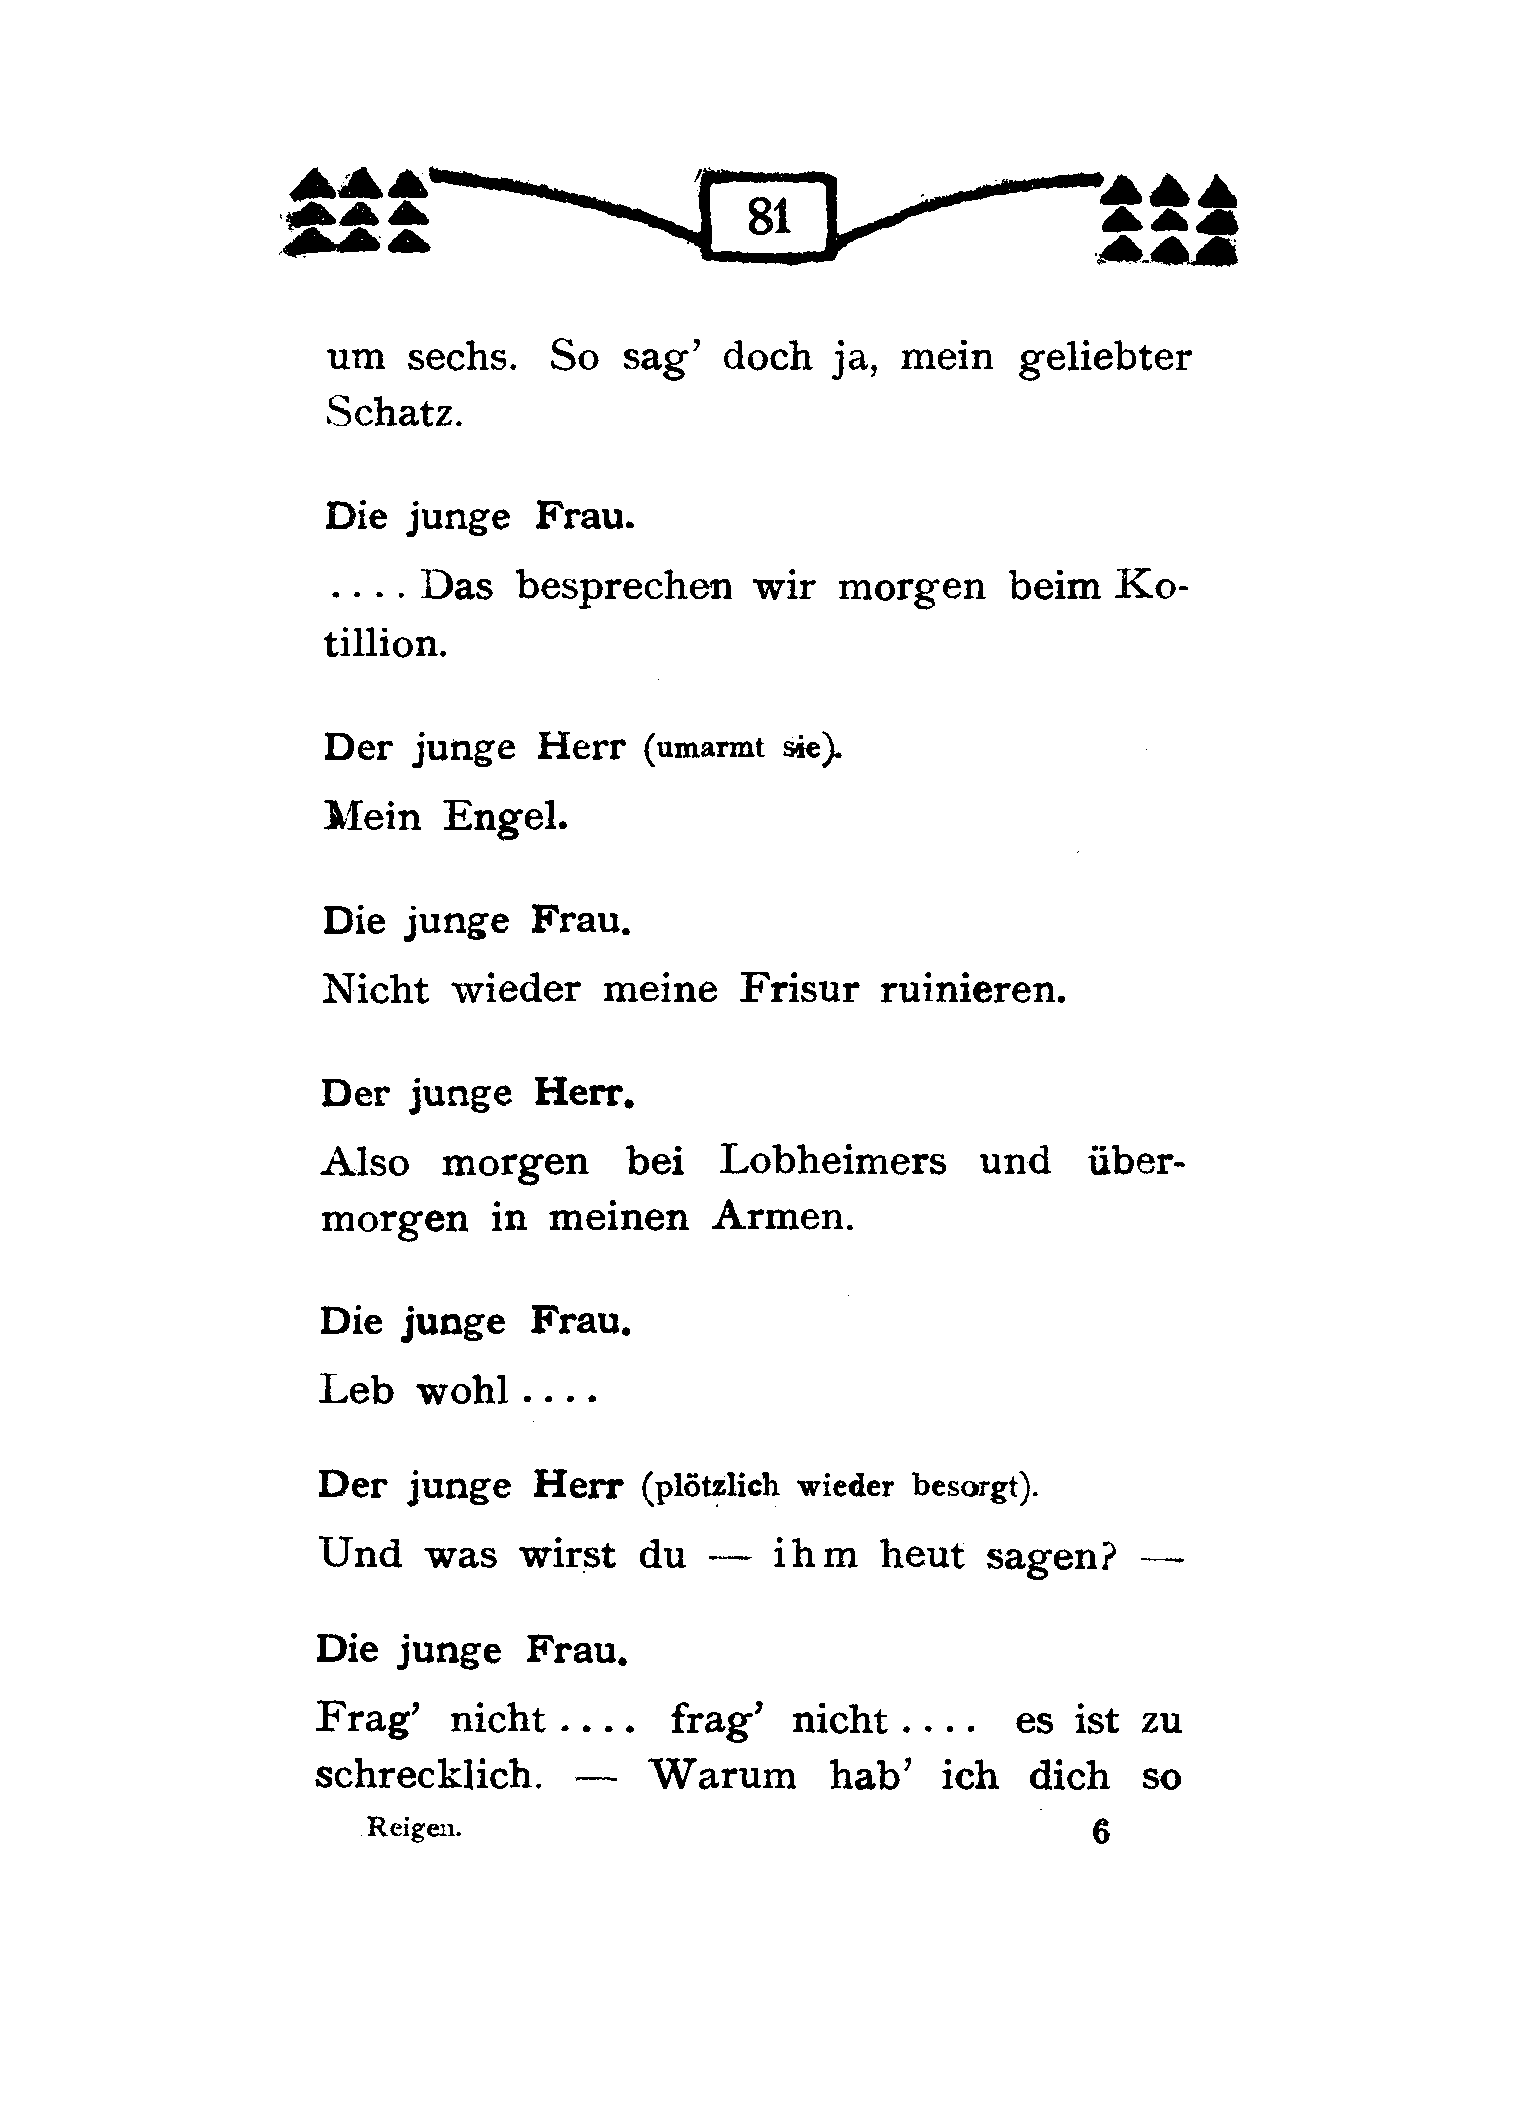 81
um sechs. So sag’ doch ja, mein geliebter
Schatz.
Die junge Frau.
.... Das besprechen wir morgen beim Ko-
tillion.
Der junge Herr (umarmt sie).
Mein Engel.
Die junge Frau.
Nicht wieder meine Frisur ruinieren.
Der junge Herr.
Also morgen bei Lobheimers und über-
morgen in meinen Armen.
Die junge Frau.
Leb wohl ....
Der junge Herr (plötzlich wieder besorgt).
Und was wirst du — ihm heut sagen? —
Die junge Frau.
Frag’ nicht .... frag’ nicht .... es ist zu
schrecklich. — Warum hab’ ich dich so
Reigen. 6